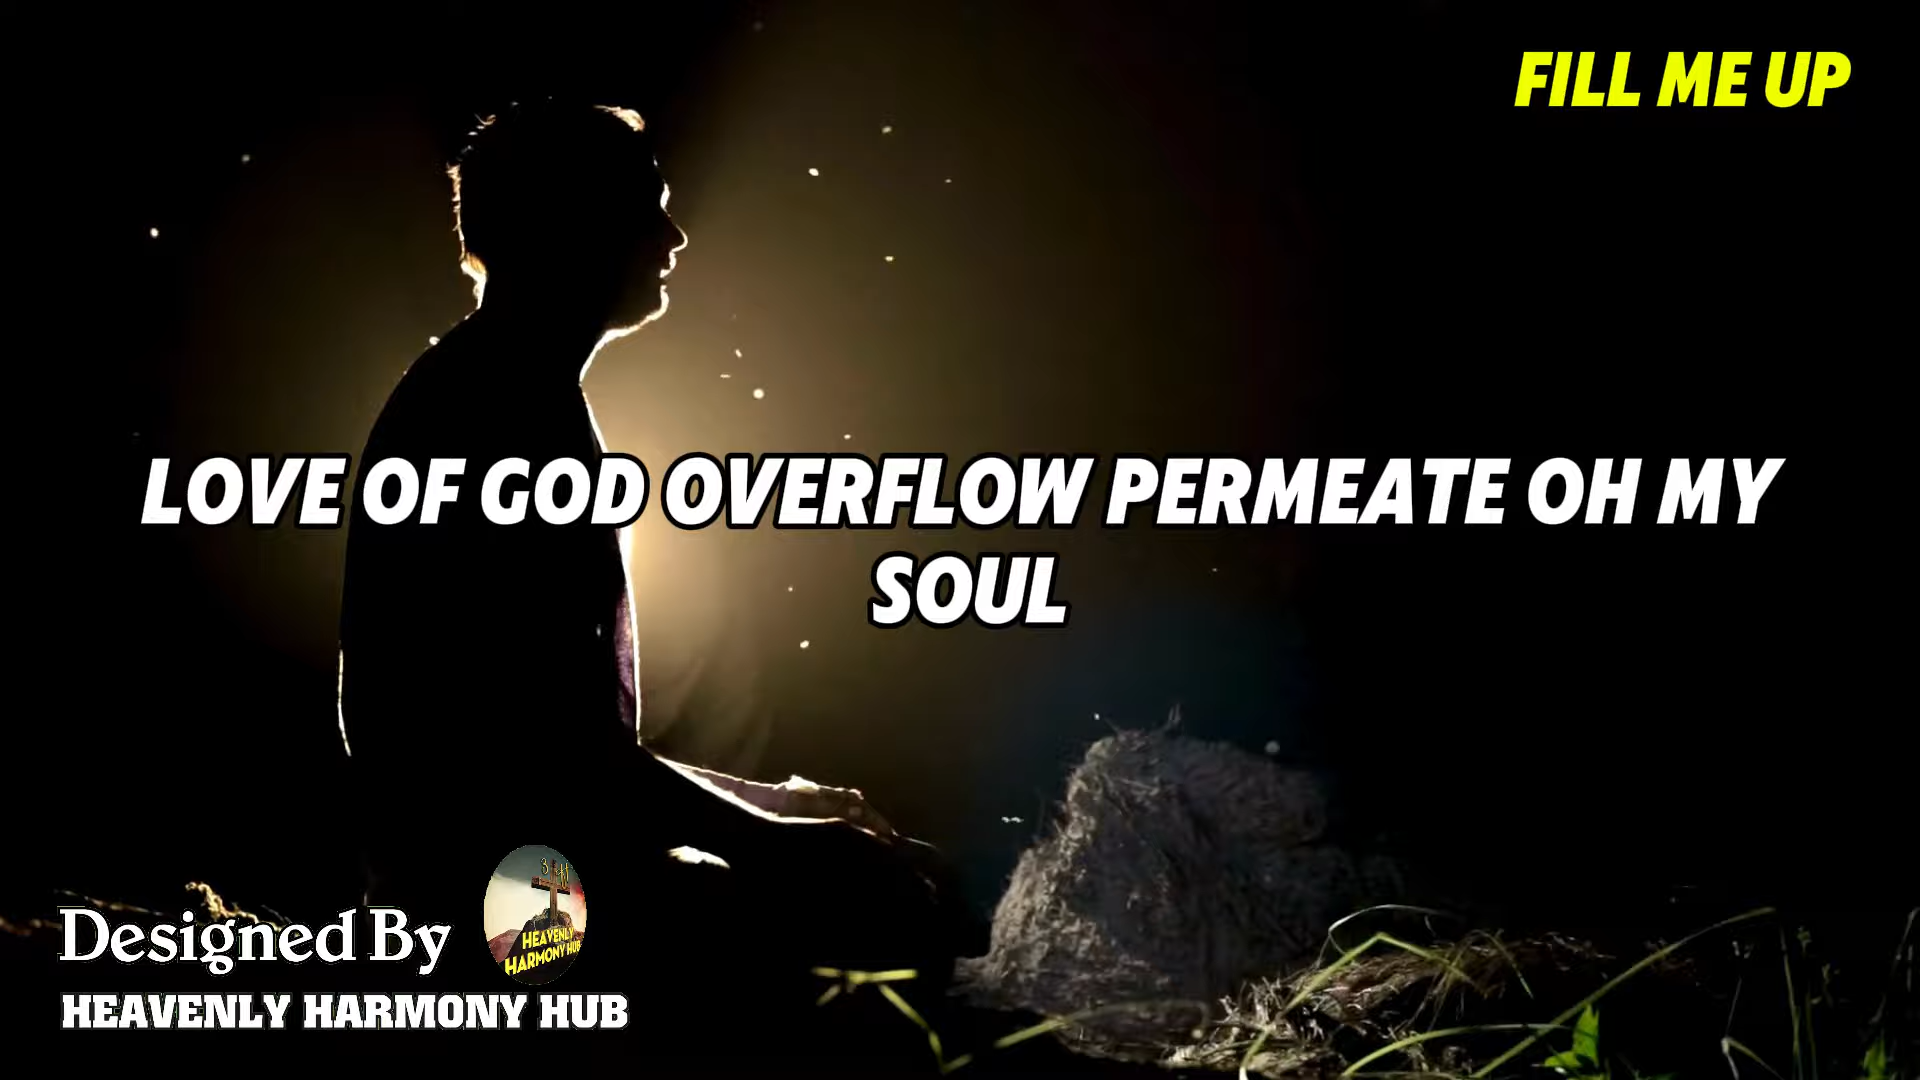 FILL ME UP
LOVE OF GOD OVERFLOW PERMEATE OH MY
SOUL
Designed By
HEAVENLY HARMONY HUB
3 H
HEAVENLY
HARMONY HUB